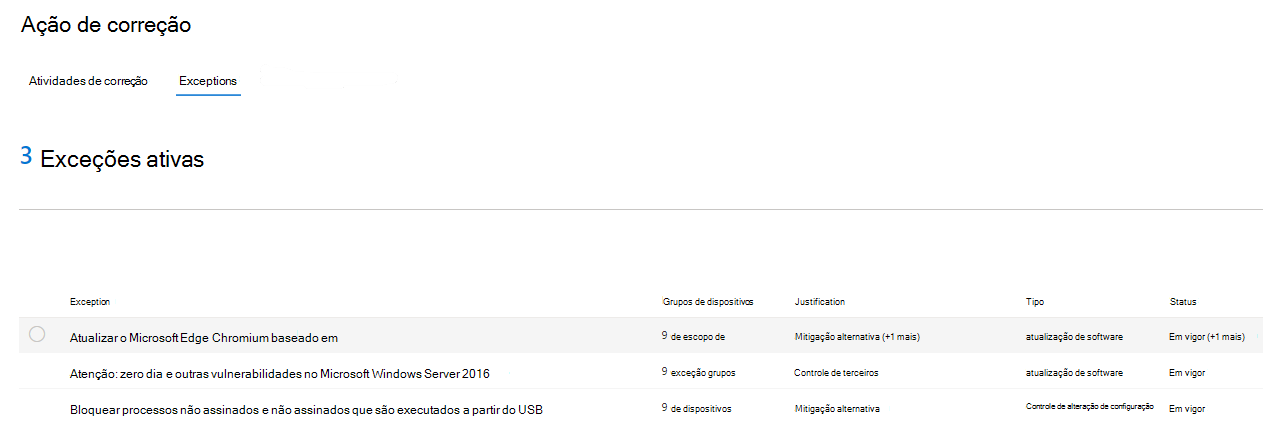 Ação de correção
Atividades de correção Exceptions
3 Exceções ativas
Exception Grupos de dispositivos Justification Tipo Status
Atualizar o Microsoft Edge Chromium baseado em 9 de escopo de Mitigação alternativa (+1 mais) atualização de software Em vigor (+1 mais)
Atenção: zero dia e outras vulnerabilidades no Microsoft Windows Server 2016 9 exceção grupos Controle de terceiros atualização de software Em vigor
Bloquear processos não assinados e não assinados que são executados a partir do USB 9 de dispositivos Mitigação alternativa Controle de alteração de configuração Em vigor